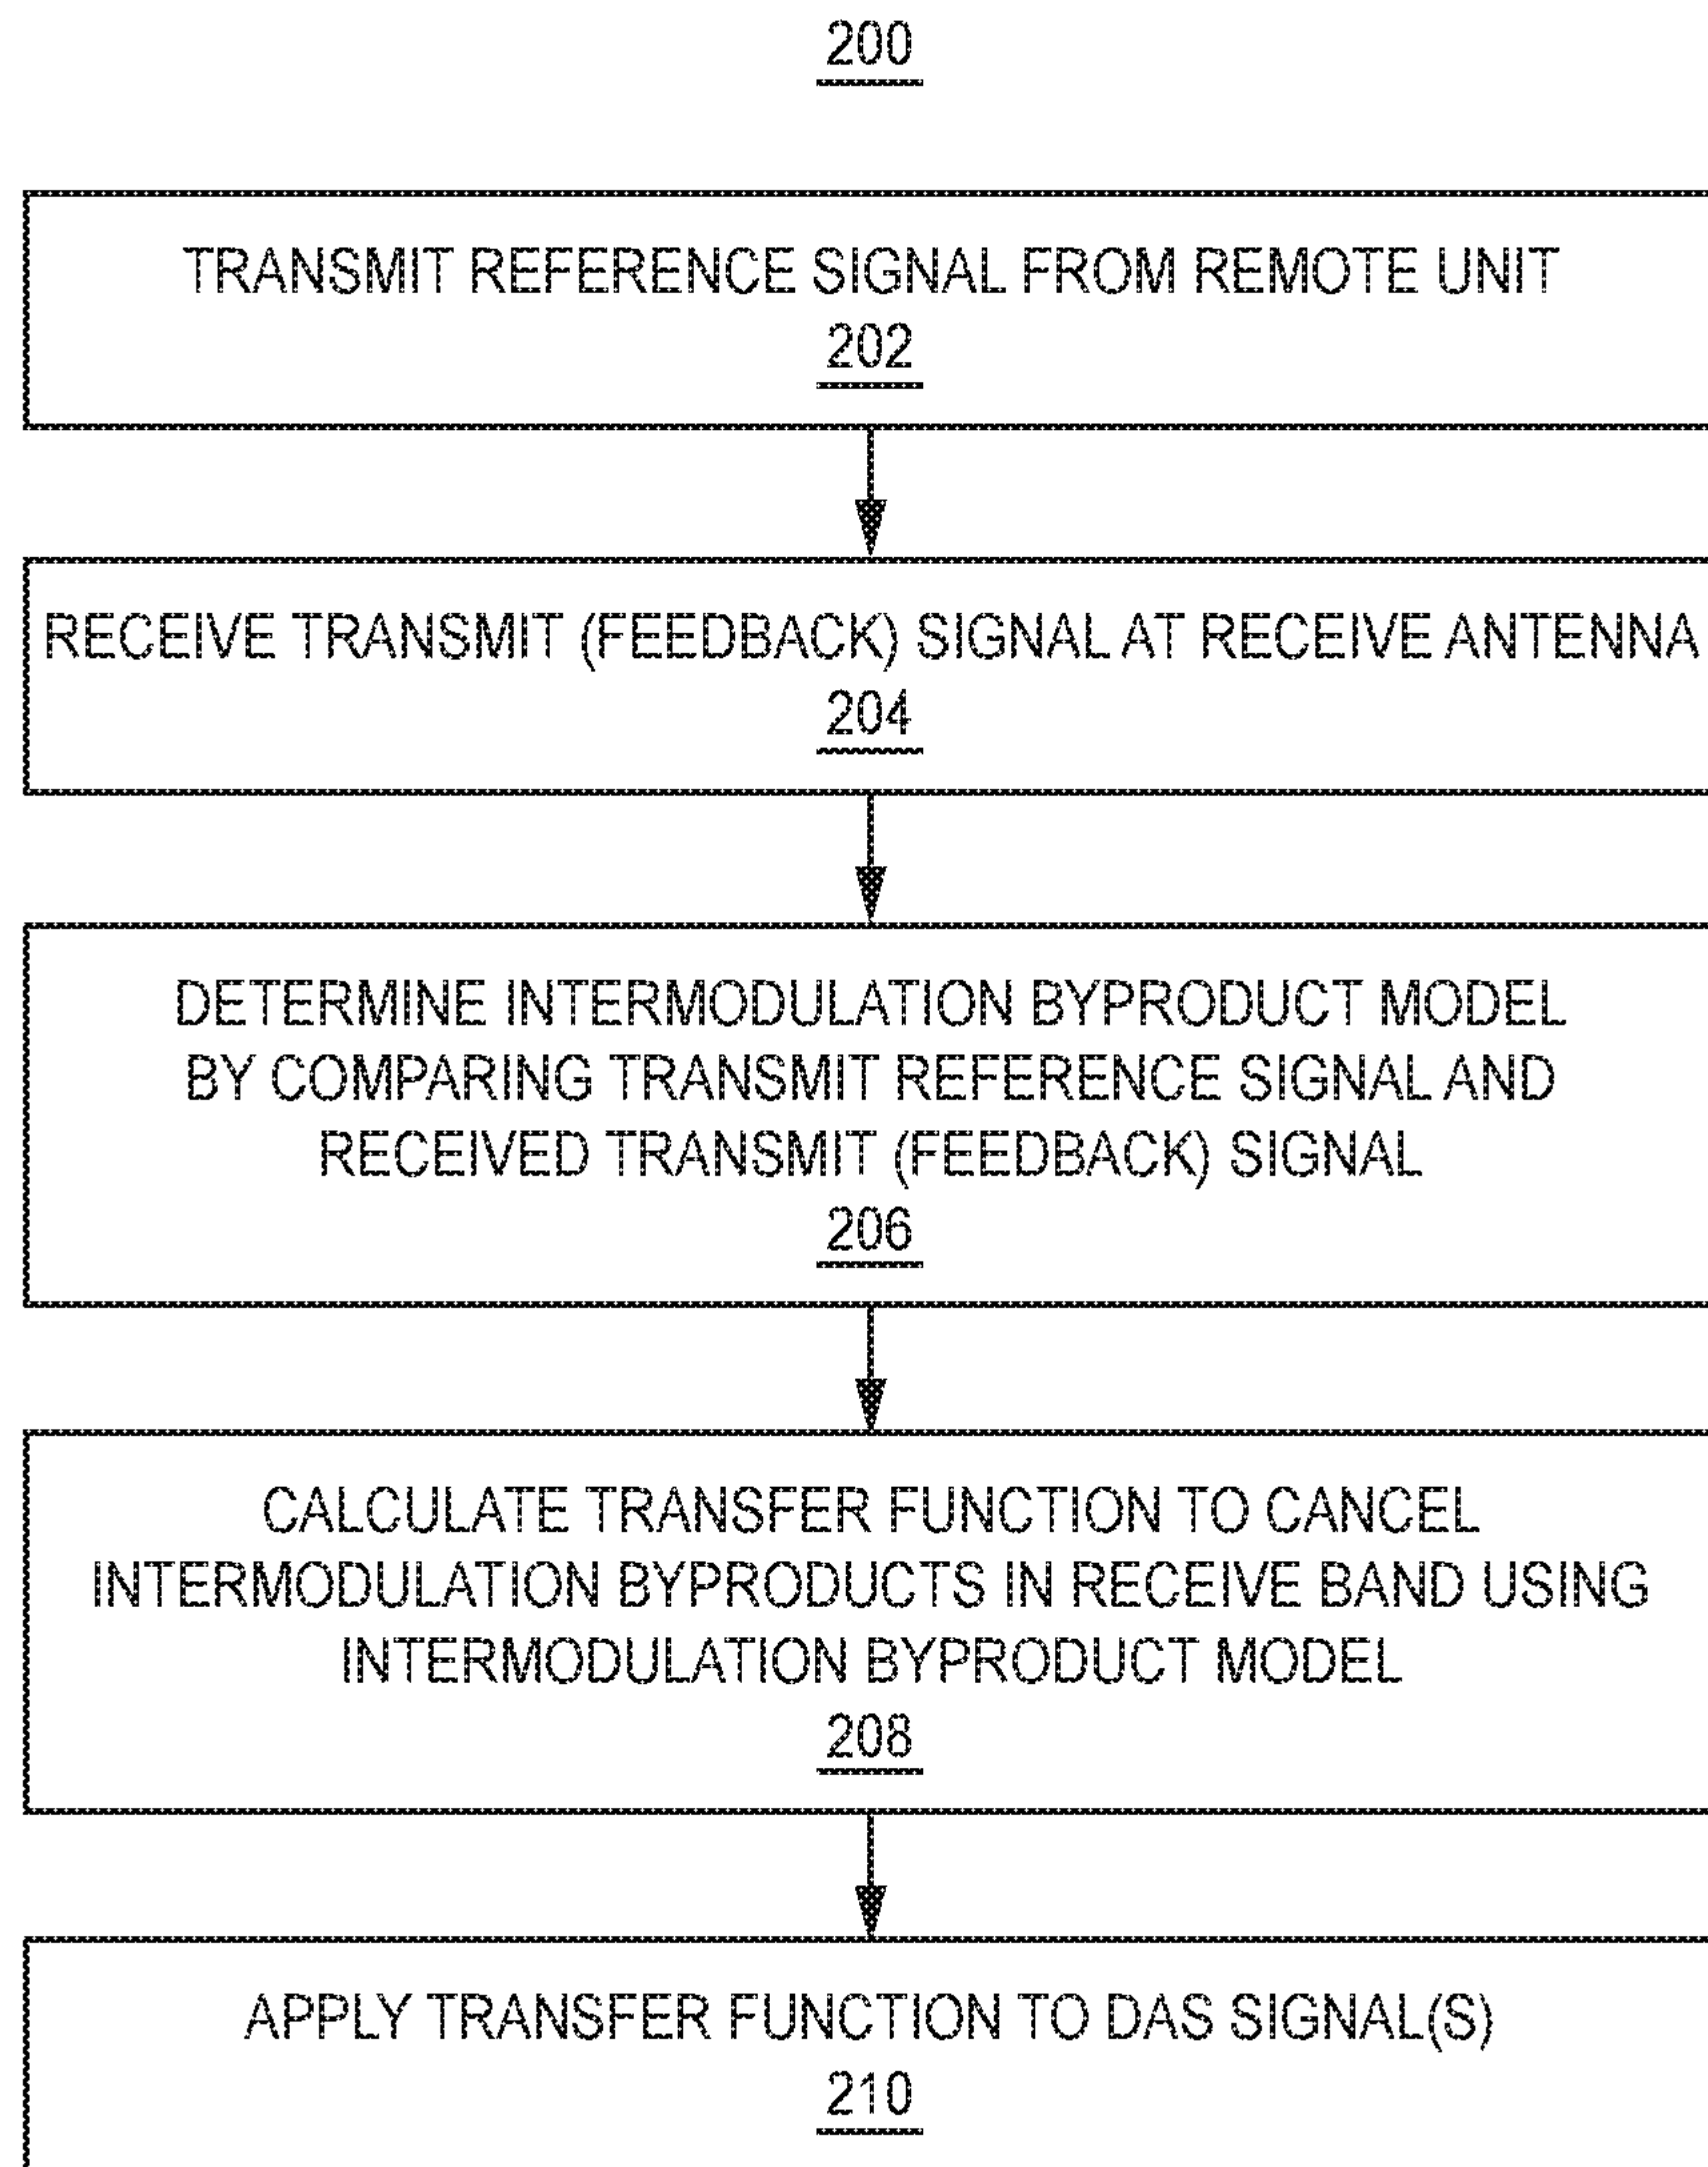 200
TRANSMIT REFERENCE SIGNAL FROM REMOTE UNIT
202
RECEIVE TRANSMIT (FEEDBACK) SIGNAL AT RECEIVE ANTENNA
204
DETERMINE INTERMODULATION BYPRODUCT MODEL
BY COMPARING TRANSMIT REFERENCE SIGNAL AND
RECEIVED TRANSMIT (FEEDBACK) SIGNAL
206
CALCULATE TRANSFER FUNCTION TO CANCEL
INTERMODULATION BYPRODUCTS IN RECEIVE BAND USING
INTERMODULATION BYPRODUCT MODEL
208
APPLY TRANSFER FUNCTION TO DAS SIGNAL(S)
210